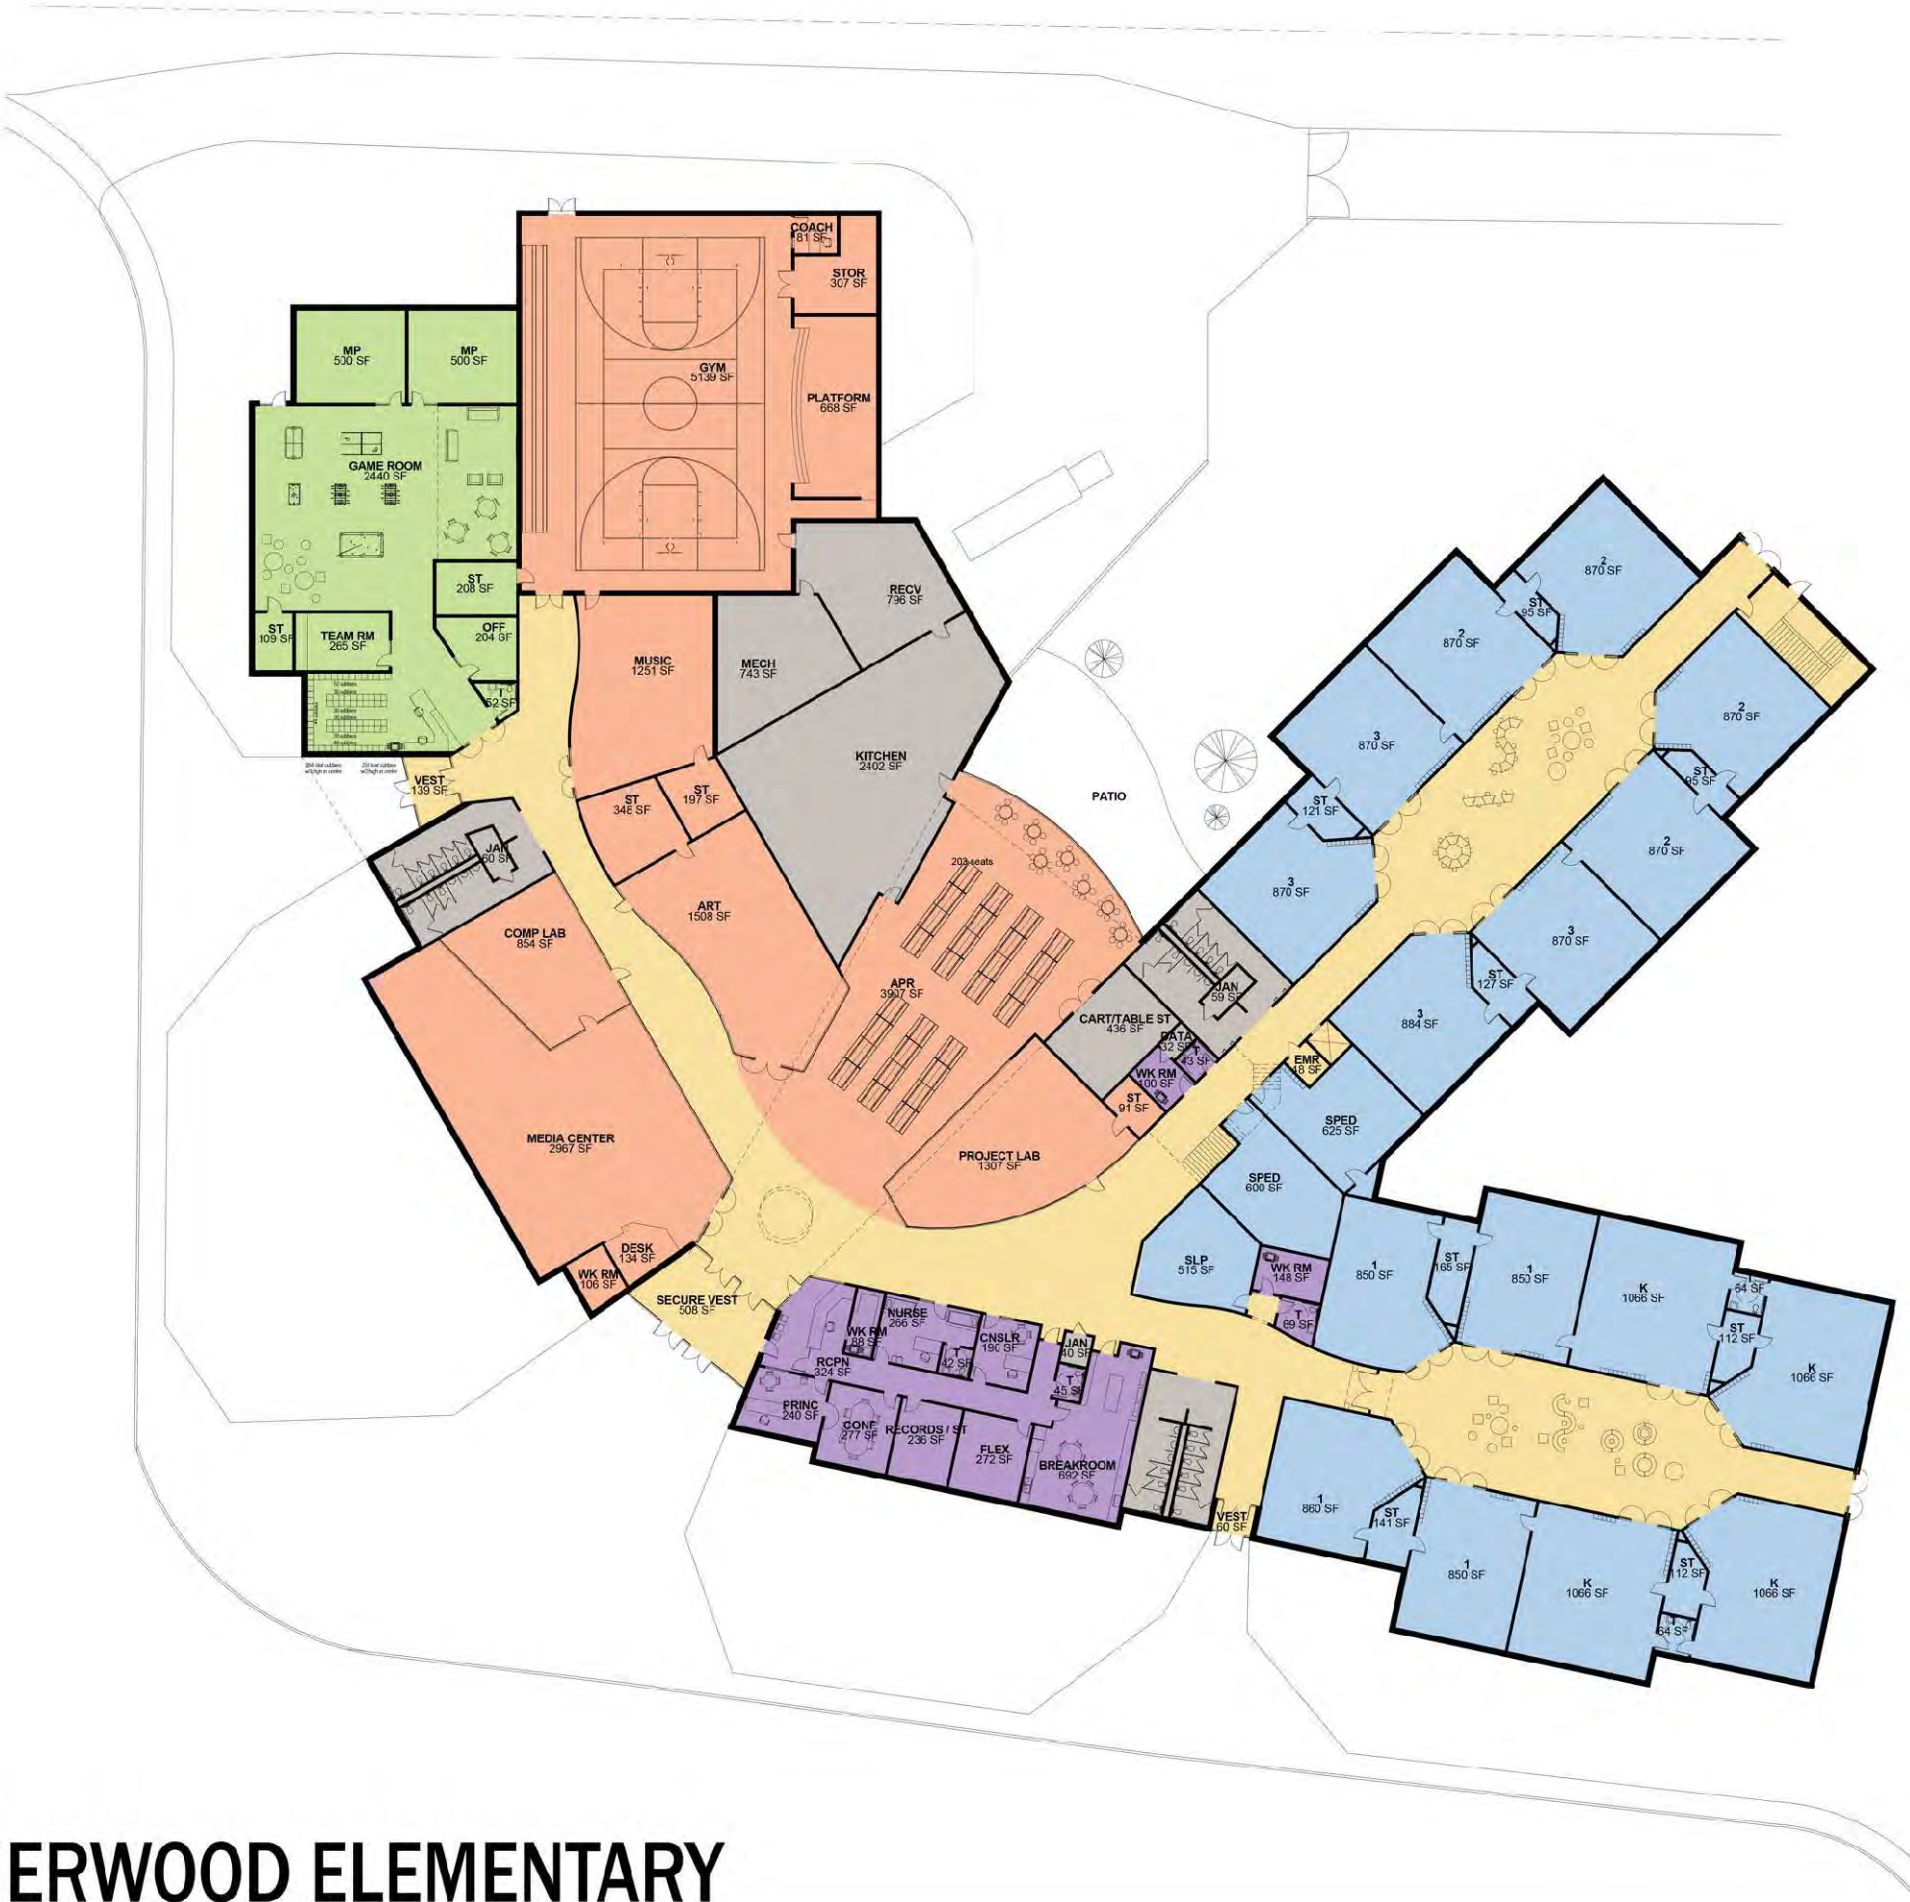 COACH
81 SF
STOR
307 SF
MP
500 SF
MP
500 SF
GYM
5139 SF
PLATFORM
668 SF
GAME ROOM
2440 SF
ST
208 SF
RECV
796 SF
ST
109 SF
TEAM RM
265 SF
OFF
204 SF
MUSIC
1251 SF
MECH
743 SF
T
52 SF
KITCHEN
2402 SF
VEST
139 SF
ST
348 SF
ST
197 SF
PATIO
JAN
60 SF
203 seats
COMP LAB
854 SF
ART
1508 SF
APR
3907 SF
2
870 SF
ST
95 SF
2
870 SF
3
870 SF
2
870 SF
ST
95 SF
ST
121 SF
2
870 SF
3
870 SF
3
870 SF
ST
127 SF
JAN
59 SF
3
884 SF
CART/TABLE ST
436 SF
DATA
32 SF
T
43 SF
WK RM
100 SF
ST
91 SF
EMR
48 SF
SPED
625 SF
MEDIA CENTER
2967 SF
PROJECT LAB
1307 SF
SPED
600 SF
DESK
134 SF
WK RM
106 SF
SECURE VEST
508 SF
SLP
515 SF
WK RM
148 SF
T
69 SF
1
850 SF
ST
165 SF
1
850 SF
K
1066 SF
64 SF
ST
112 SF
K
1066 SF
NURSE
266 SF
WK RM
88 SF
RCPN
324 SF
T
42 SF
CNSLR
190 SF
JAN
40 SF
T
45 SF
PRINC
240 SF
CONF
277 SF
RECORDS / ST
236 SF
FLEX
272 SF
BREAKROOM
692 SF
VEST
60 SF
1
860 SF
ST
141 SF
1
850 SF
K
1066 SF
ST
112 SF
64 SF
K
1066 SF
ERWOOD ELEMENTARY